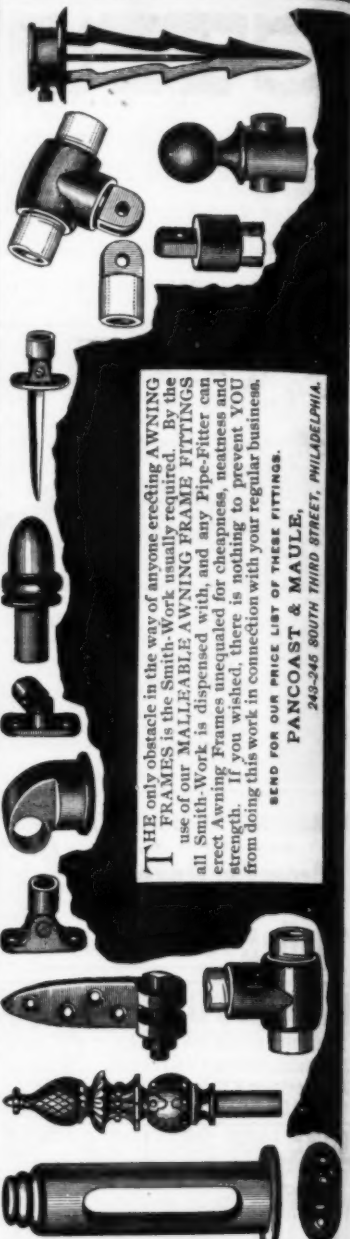 THE only obstacle in the way of anyone erecting AWNING
FRAMES is the Smith-Work usually required. By the
use of our MALLEABLE AWNING FRAME FITTINGS
all Smith-Work is dispensed with, and any Pipe-Fitter can
erect Awning Frames unequaled for cheapness, neatness and
strength. If you wished, there is nothing to prevent YOU
from doing this work in connection with your regular business.
SEND FOR OUR PRICE LIST OF THESE FITTINGS.
PANCOAST & MAULE,
243-245 SOUTH THIRD STREET, PHILADELPHIA.